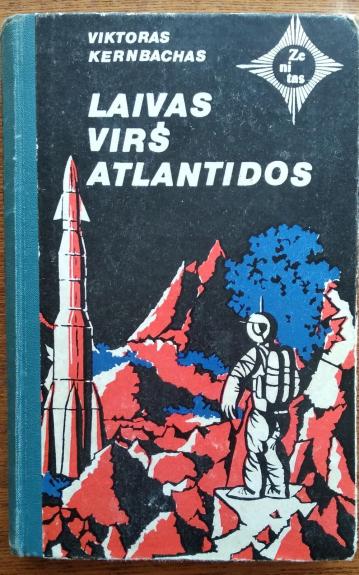 VIKTORAS
KERNBACHAS
LAIVAS
VIRŠ
ATLANTIDOS
Ze
ni
tas